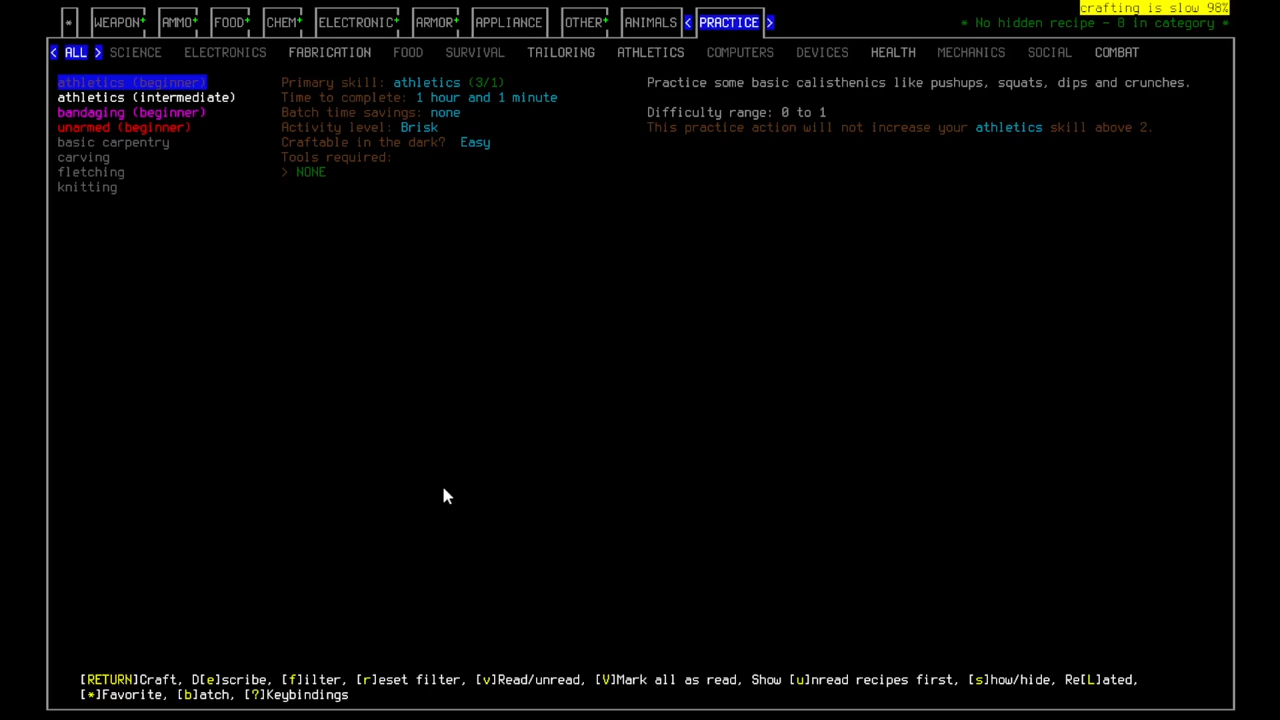 crafting is slow 98%
* WEAPON+ AMMO+ FOOD+ CHEM+ ELECTRONIC+ ARMOR+ APPLIANCE OTHER+ ANIMALS < PRACTICE > * No hidden recipe - 0 in category *
< ALL > SCIENCE ELECTRONICS FABRICATION FOOD SURVIVAL TAILORING ATHLETICS COMPUTERS DEVICES HEALTH MECHANICS SOCIAL COMBAT
athletics (beginner)
athletics (intermediate)
bandaging (beginner)
unarmed (beginner)
basic carpentry
carving
fletching
knitting
Primary skill: athletics (3/1)
Time to complete: 1 hour and 1 minute
Batch time savings: none
Activity level: Brisk
Craftable in the dark? Easy
Tools required:
> NONE
Practice some basic calisthenics like pushups, squats, dips and crunches.
Difficulty range: 0 to 1
This practice action will not increase your athletics skill above 2.
[RETURN]Craft, D[e]scribe, [f]ilter, [r]eset filter, [v]Read/unread, [V]Mark all as read, Show [u]nread recipes first, [s]how/hide, Re[L]ated,
[*]Favorite, [b]atch, [?]Keybindings